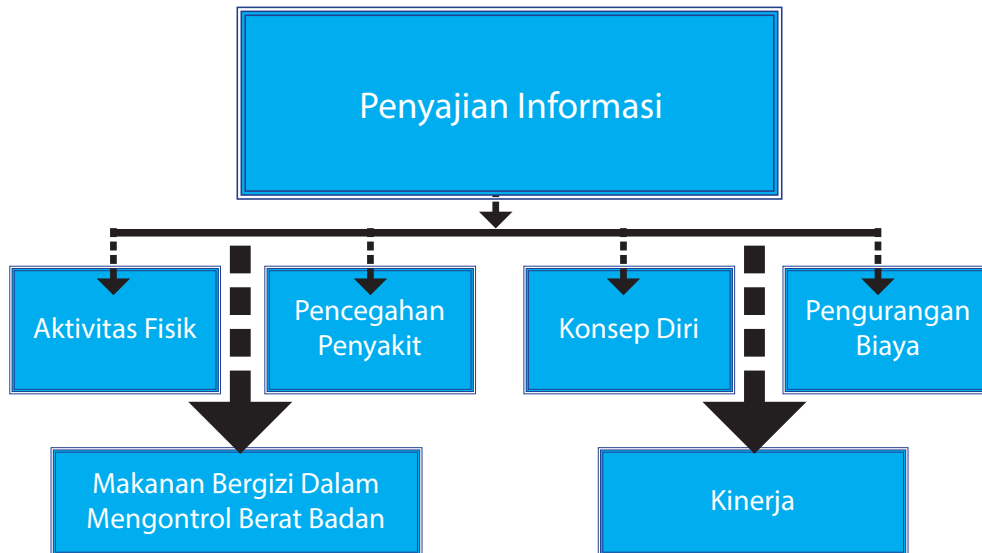 Penyajian Informasi
Aktivitas Fisik
Pencegahan
Penyakit
Konsep Diri
Pengurangan
Biaya
Makanan Bergizi Dalam
Mengontrol Berat Badan
Kinerja